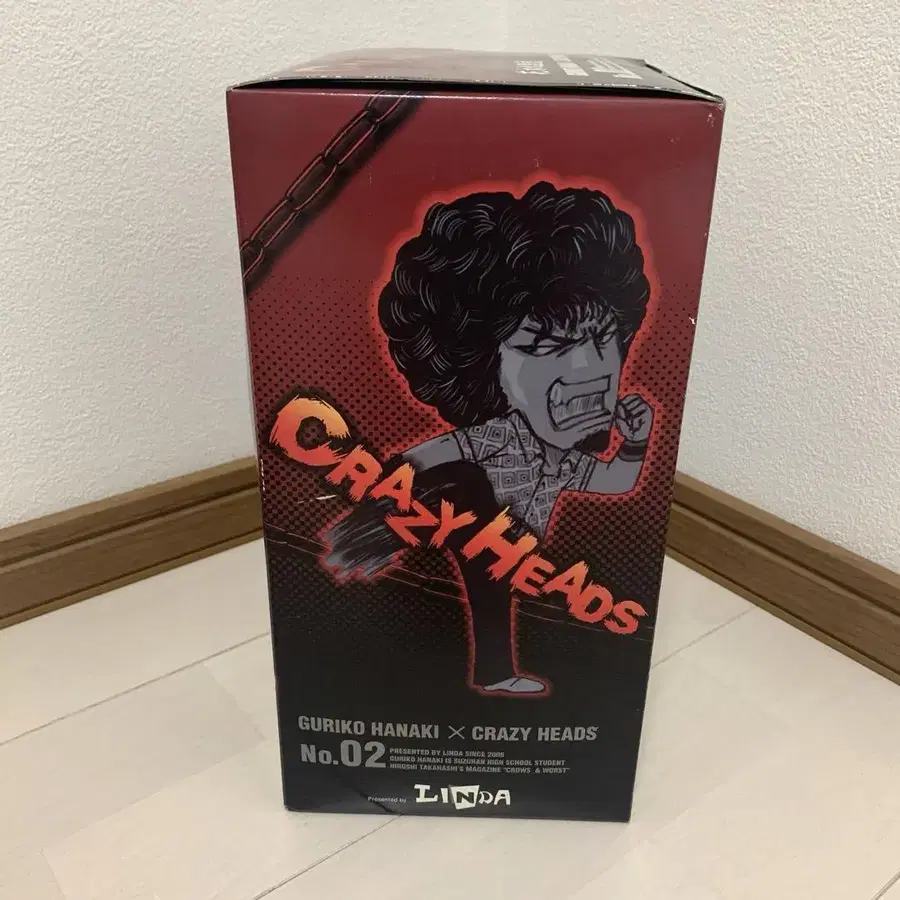 CRAZY HEADS
GURIKO HANAKI × CRAZY HEADS
No.02
PRESENTED BY LINDA SINCE 2006
GURIKO HANAKI IS SUZURAN HIGH SCHOOL STUDENT
HIROSHI TAKAHASHI'S MAGAZINE "CROWS & WORST"
Presented by LINDA